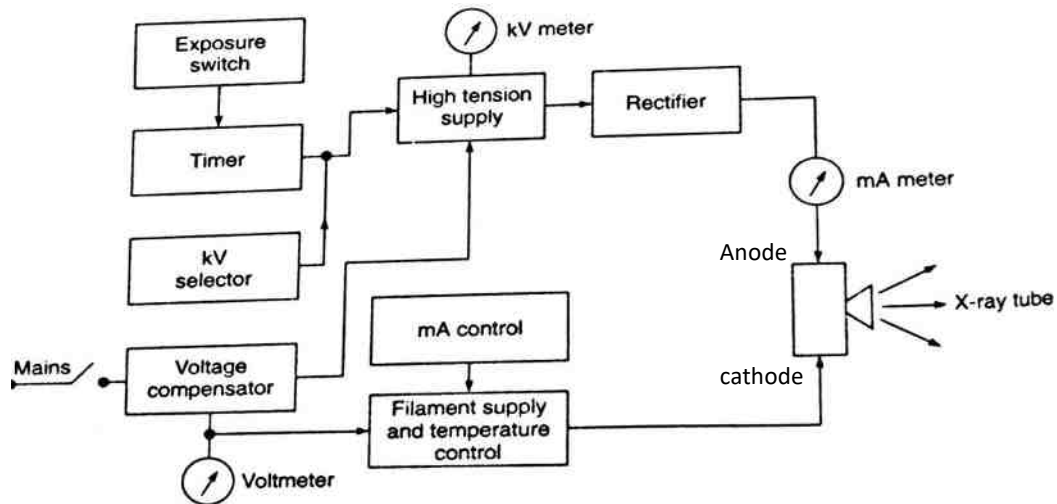 Exposure
switch
kV meter
High tension
supply
Rectifier
Timer
mA meter
kV
selector
Anode
X-ray tube
mA control
Mains
Voltage
compensator
cathode
Filament supply
and temperature
control
Voltmeter